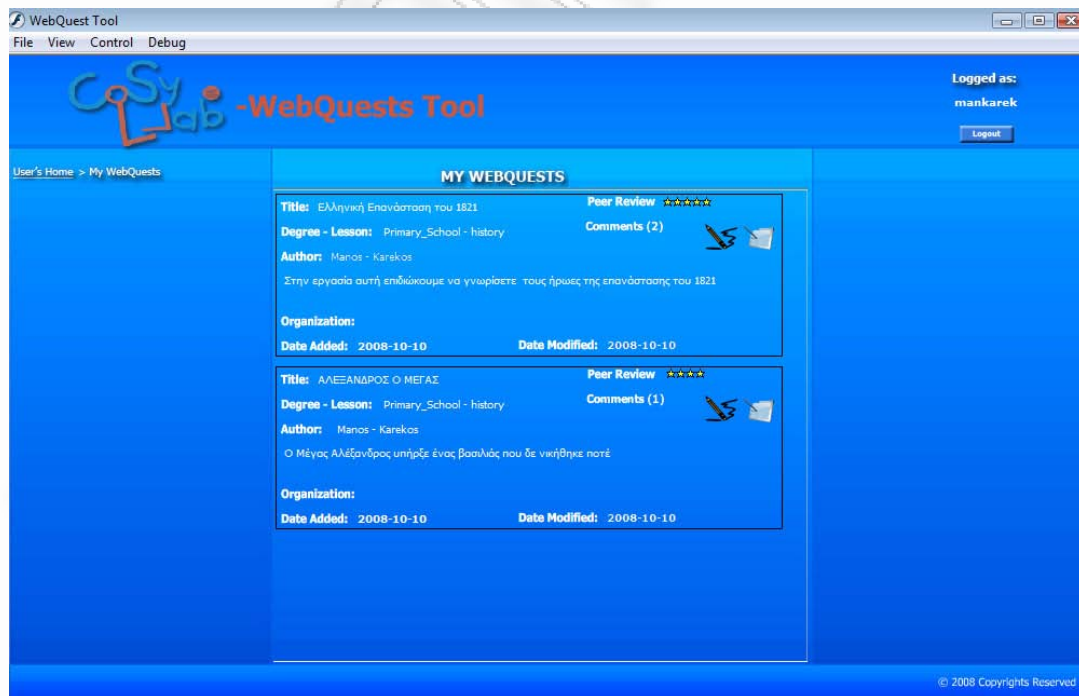 WebQuest Tool
File View Control Debug
CoSy Lab -WebQuests Tool
Logged as:
mankarek
Logout
User's Home > My WebQuests
MY WEBQUESTS
Title: Ελληνική Επανάσταση του 1821
Peer Review
Degree - Lesson: Primary_School - history
Comments (2)
Author: Manos - Karekos
Στην εργασία αυτή επιδιώκουμε να γνωρίσετε τους ήρωες της επανάστασης του 1821
Organization:
Date Added: 2008-10-10
Date Modified: 2008-10-10
Title: ΑΛΕΞΑΝΔΡΟΣ Ο ΜΕΓΑΣ
Peer Review
Degree - Lesson: Primary_School - history
Comments (1)
Author: Manos - Karekos
Ο Μέγας Αλέξανδρος υπήρξε ένας βασιλιάς που δε νικήθηκε ποτέ
Organization:
Date Added: 2008-10-10
Date Modified: 2008-10-10
© 2008 Copyrights Reserved